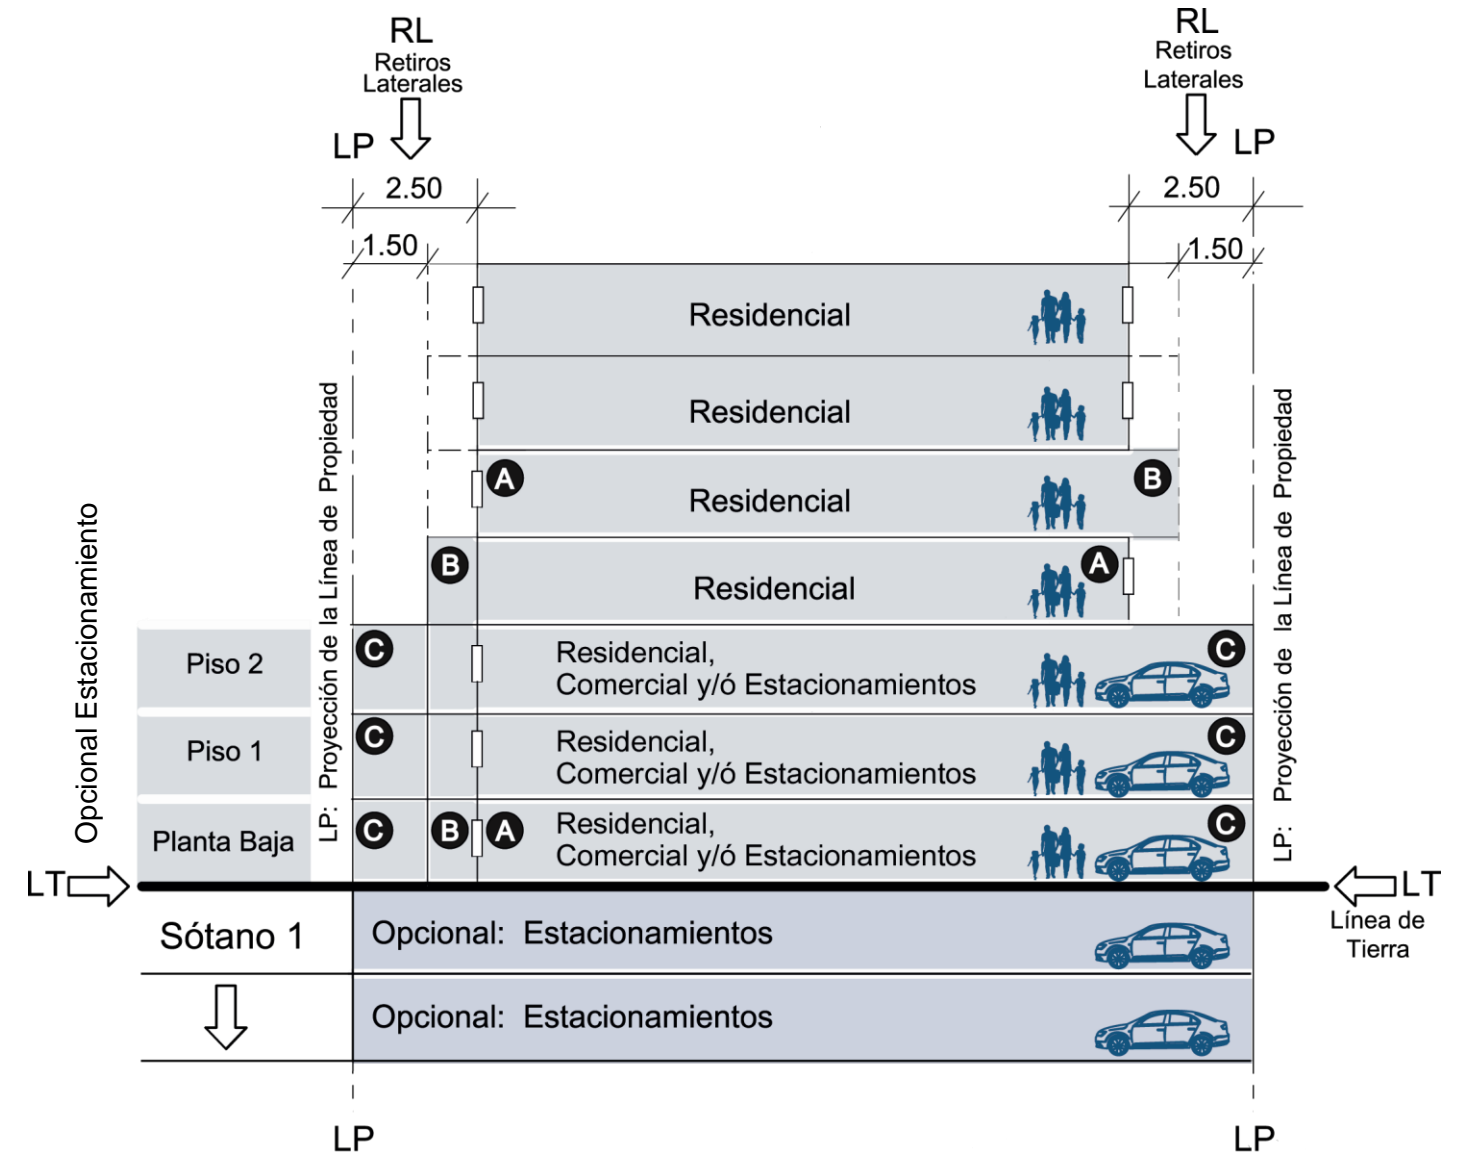 RL
Retiros
Laterales
RL
Retiros
Laterales
LP
LP
2.50
2.50
1.50
1.50
Residencial
Residencial
A
Residencial
B
B
Residencial
A
Opcional Estacionamiento
LP: Proyección de la Línea de Propiedad
LP: Proyección de la Línea de Propiedad
Piso 2
C
Residencial,
Comercial y/ó Estacionamientos
C
Piso 1
C
Residencial,
Comercial y/ó Estacionamientos
C
Planta Baja
C
B
A
Residencial,
Comercial y/ó Estacionamientos
C
LT
LT
Línea de
Tierra
Sótano 1
Opcional: Estacionamientos
Opcional: Estacionamientos
LP
LP